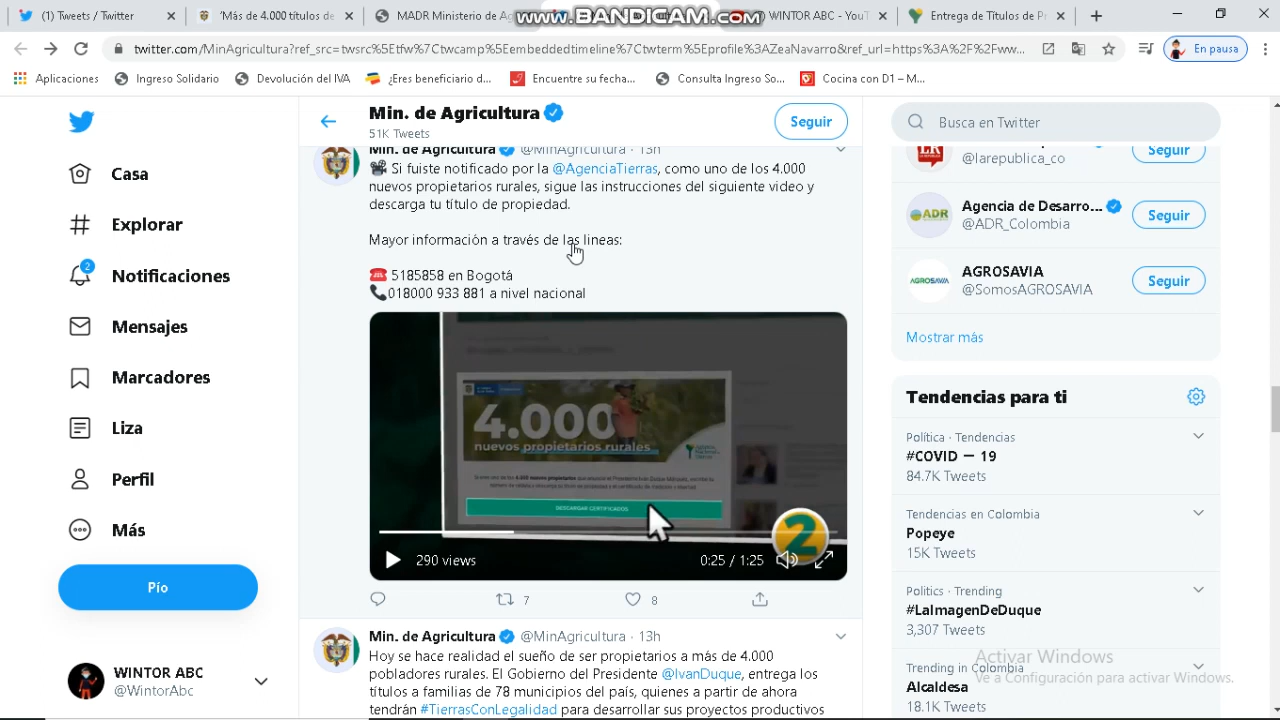 (1) Tweets / Twitter
'Más de 4.000 títulos de
MADR Ministerio de Ag
WINTOR ABC - YouT
Entrega de Títulos de Pr
www.BANDICAM.com
twitter.com/MinAgricultura?ref_src=twsrc%5Etfw%7Ctwcamp%5Eembeddedtimeline%7Ctwterm%5Eprofile%3AZeaNavarro&ref_url=https%3A%2F%2Fww...
En pausa
Aplicaciones
Ingreso Solidario
Devolución del IVA
¿Eres beneficiario d...
Encuentre su fecha...
Consulta Ingreso So...
Cocina con D1 – M...
Casa
Explorar
2
Notificaciones
Mensajes
Marcadores
Liza
Perfil
Más
Pío
WINTOR ABC
@WintorAbc
Min. de Agricultura
51K Tweets
Seguir
Min. de Agricultura @MinAgricultura · 13h
Si fuiste notificado por la @AgenciaTierras, como uno de los 4.000
nuevos propietarios rurales, sigue las instrucciones del siguiente video y
descarga tu título de propiedad.
Mayor información a través de las lineas:
5185858 en Bogotá
018000 933 881 a nivel nacional
4.000
nuevos propietarios rurales
DESCARGAR CERTIFICADOS
2
290 views
0:25 / 1:25
7
8
Min. de Agricultura @MinAgricultura · 13h
Hoy se hace realidad el sueño de ser propietarios a más de 4.000
pobladores rurales. El Gobierno del Presidente @IvanDuque, entrega los
títulos a familias de 78 municipios del país, quienes a partir de ahora
tendrán #TierrasConLegalidad para desarrollar sus proyectos productivos
Busca en Twitter
LR
@larepublica_co
Seguir
ADR
Agencia de Desarro...
@ADR_Colombia
Seguir
AGROSAVIA
AGROSAVIA
@SomosAGROSAVIA
Seguir
Mostrar más
Tendencias para ti
Política · Tendencias
#COVID — 19
84.7K Tweets
Tendencias en Colombia
Popeye
15K Tweets
Politics · Trending
#LaImagenDeDuque
3,307 Tweets
Trending in Colombia
Alcaldesa
18.1K Tweets
Activar Windows
Ve a Configuración para activar Windows.